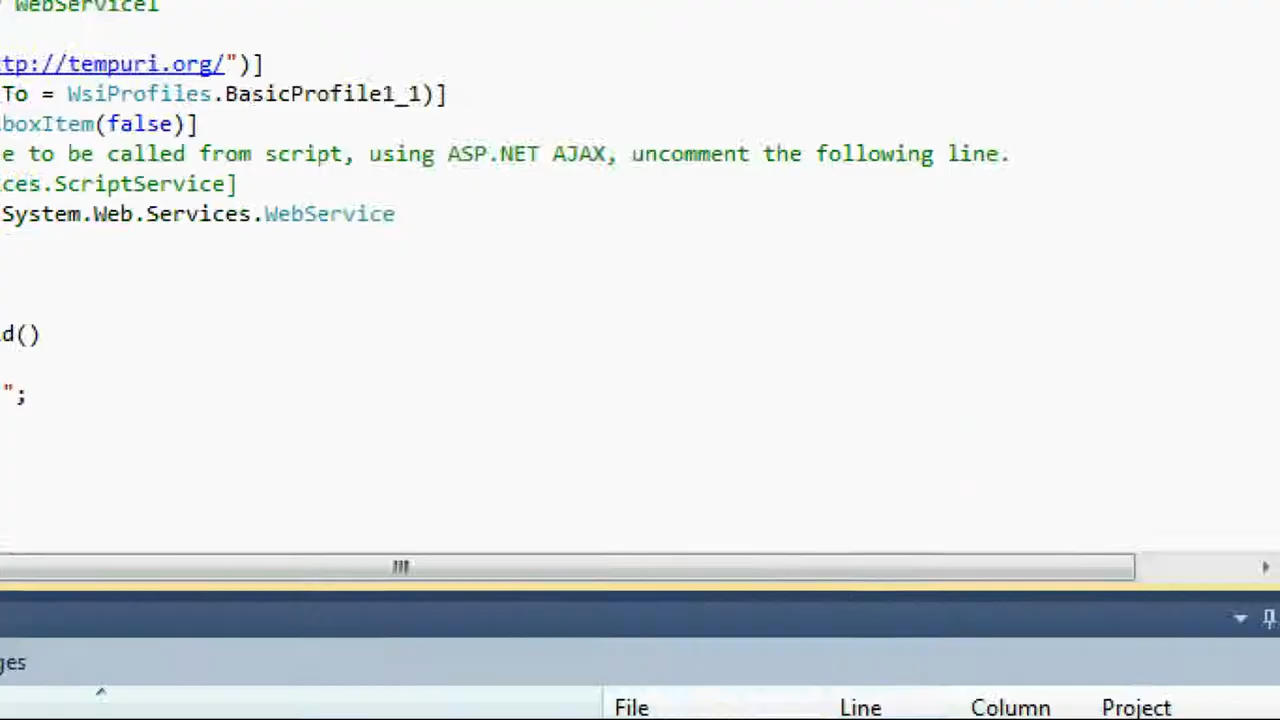 WebService1
tp://tempuri.org/")]
To = WsiProfiles.BasicProfile1_1)]
boxItem(false)]
e to be called from script, using ASP.NET AJAX, uncomment the following line.
ces.ScriptService]
System.Web.Services.WebService
d()
";
ges
File Line Column Project